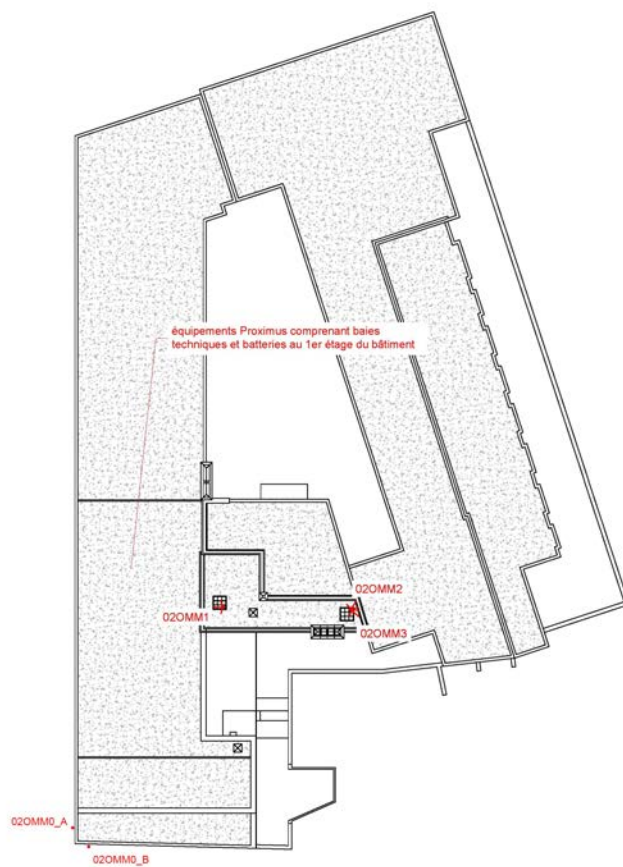 équipements Proximus comprenant baies
techniques et batteries au 1er étage du bâtiment
02OMM2
02OMM1
02OMM3
02OMM0_A
02OMM0_B